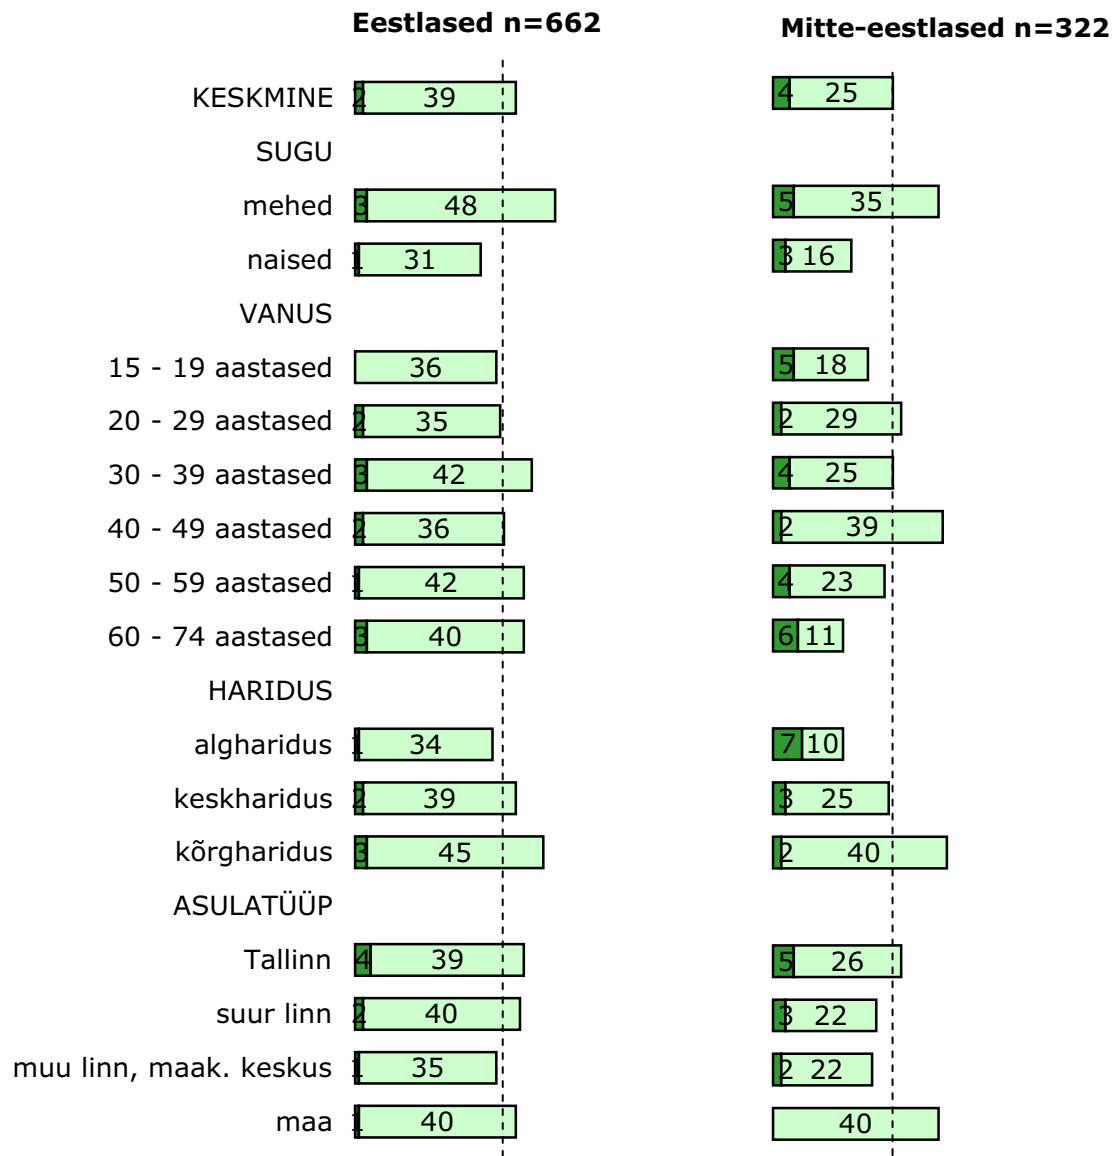 Eestlased n=662 Mitte-eestlased n=322
KESKMINE 2 39 4 25
SUGU
mehed 3 48 5 35
naised 1 31 3 16
VANUS
15 - 19 aastased 36 5 18
20 - 29 aastased 2 35 2 29
30 - 39 aastased 3 42 4 25
40 - 49 aastased 2 36 2 39
50 - 59 aastased 1 42 4 23
60 - 74 aastased 3 40 6 11
HARIDUS
algharidus 1 34 7 10
keskharidus 2 39 3 25
kõrgharidus 3 45 2 40
ASULATÜÜP
Tallinn 4 39 5 26
suur linn 2 40 3 22
muu linn, maak. keskus 1 35 2 22
maa 1 40 40